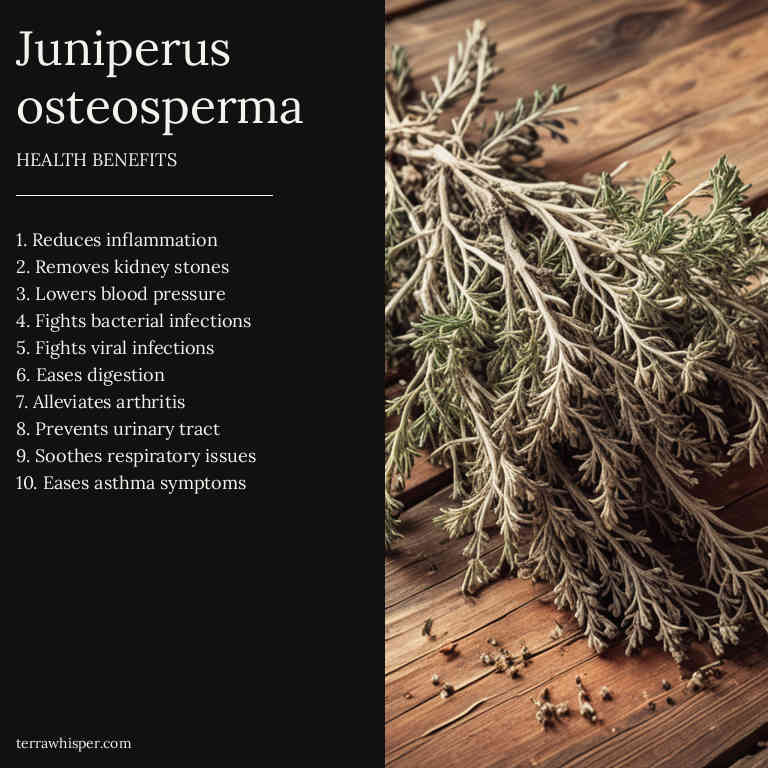 Juniperus
osteosperma
HEALTH BENEFITS
1. Reduces inflammation
2. Removes kidney stones
3. Lowers blood pressure
4. Fights bacterial infections
5. Fights viral infections
6. Eases digestion
7. Alleviates arthritis
8. Prevents urinary tract
9. Soothes respiratory issues
10. Eases asthma symptoms
terrawhisper.com